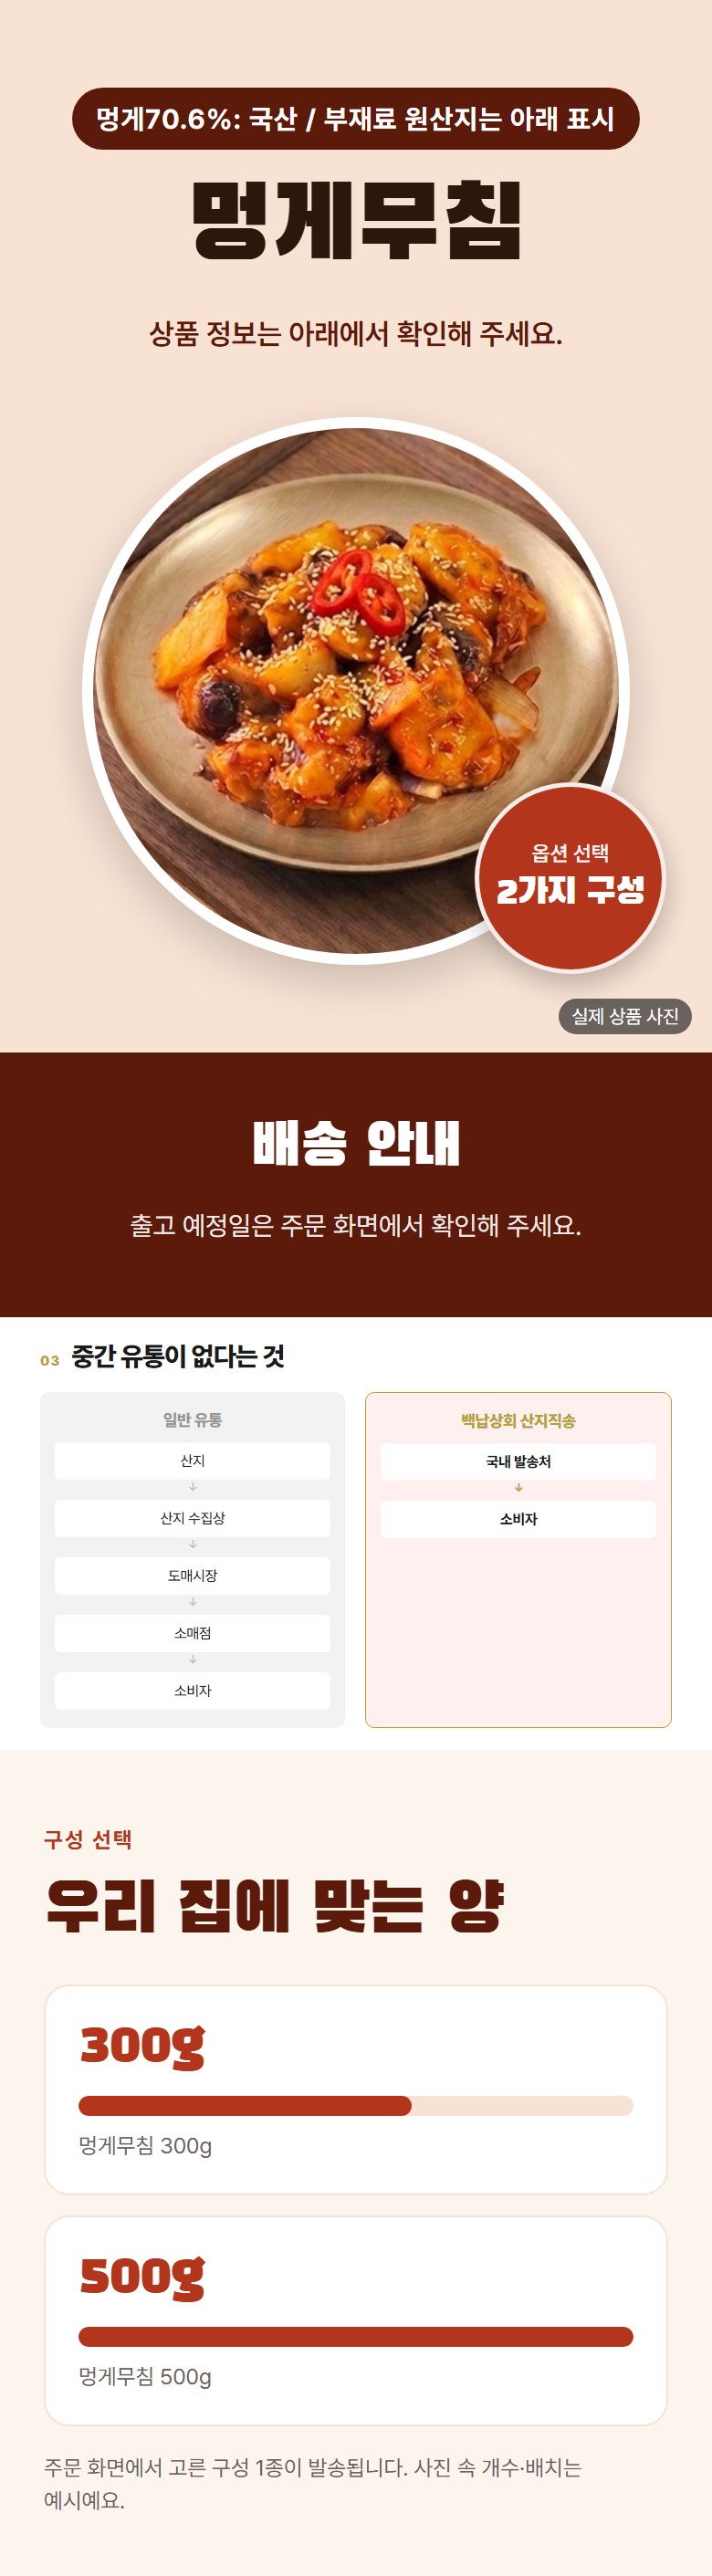 멍게70.6%: 국산 / 부재료 원산지는 아래 표시
멍게무침
상품 정보는 아래에서 확인해 주세요.
옵션 선택
2가지 구성
실제 상품 사진
배송 안내
출고 예정일은 주문 화면에서 확인해 주세요.
03 중간 유통이 없다는 것
일반 유통
산지
↓
산지 수집상
↓
도매시장
↓
소매점
↓
소비자
백납상회 산지직송
국내 발송처
↓
소비자
구성 선택
우리 집에 맞는 양
300g
멍게무침 300g
500g
멍게무침 500g
주문 화면에서 고른 구성 1종이 발송됩니다. 사진 속 개수·배치는
예시예요.